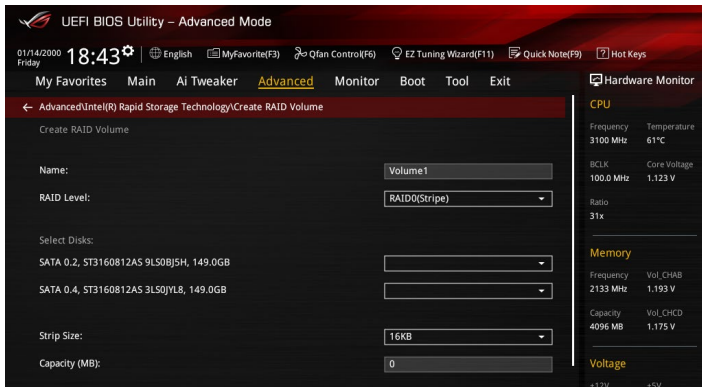 UEFI BIOS Utility – Advanced Mode
01/14/2000 Friday 18:43 English MyFavorite(F3) Qfan Control(F6) EZ Tuning Wizard(F11) Quick Note(F9) ? Hot Keys
My Favorites Main Ai Tweaker Advanced Monitor Boot Tool Exit
Hardware Monitor
← Advanced\Intel(R) Rapid Storage Technology\Create RAID Volume
Create RAID Volume
Name: Volume1
RAID Level: RAID0(Stripe)
Select Disks:
SATA 0.2, ST3160812AS 9LS0BJ5H, 149.0GB
SATA 0.4, ST3160812AS 3LS0JYL8, 149.0GB
Strip Size: 16KB
Capacity (MB): 0
CPU
Frequency Temperature
3100 MHz 61°C
BCLK Core Voltage
100.0 MHz 1.123 V
Ratio
31x
Memory
Frequency Vol_CHAB
2133 MHz 1.193 V
Capacity Vol_CHCD
4096 MB 1.175 V
Voltage
+12V +5V